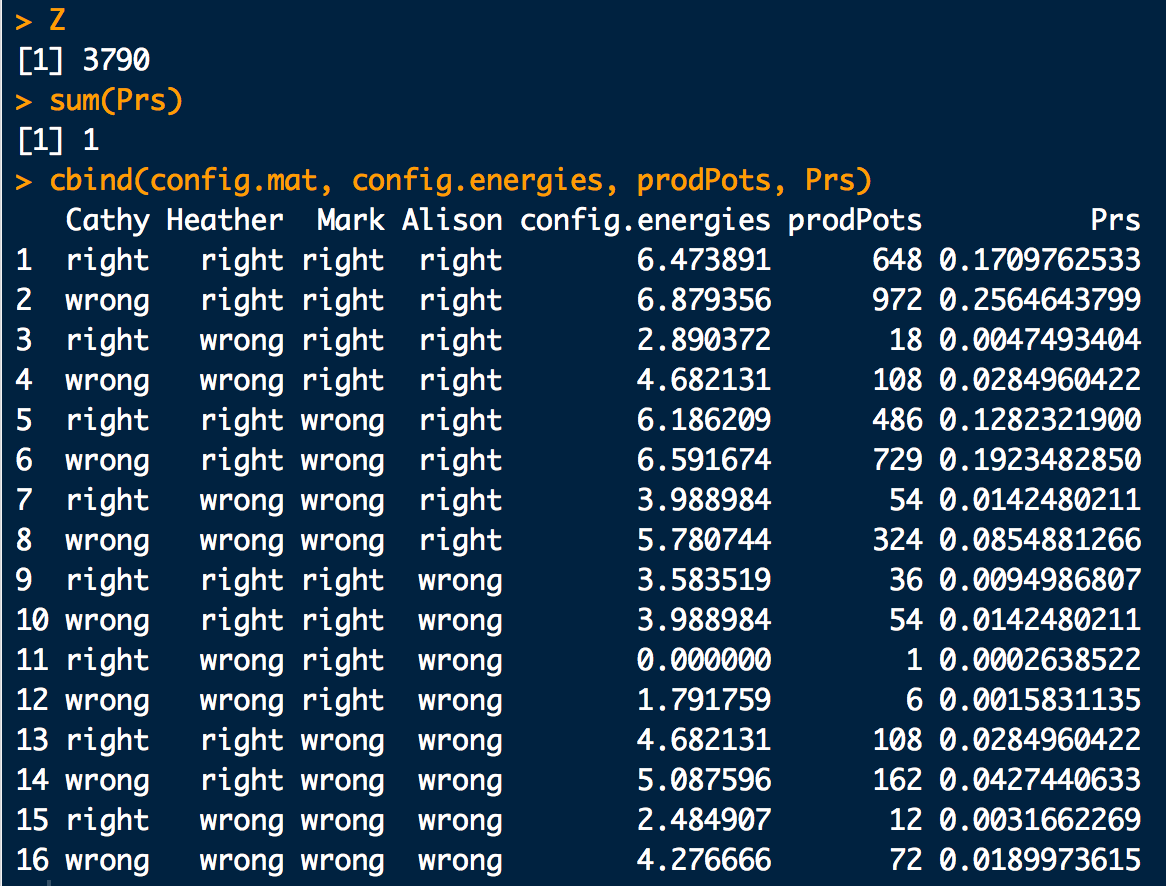 > Z
[1] 3790
> sum(Prs)
[1] 1
> cbind(config.mat, config.energies, prodPots, Prs)
Cathy Heather Mark Alison config.energies prodPots Prs
1 right right right right 6.473891 648 0.1709762533
2 wrong right right right 6.879356 972 0.2564643799
3 right wrong right right 2.890372 18 0.0047493404
4 wrong wrong right right 4.682131 108 0.0284960422
5 right right wrong right 6.186209 486 0.1282321900
6 wrong right wrong right 6.591674 729 0.1923482850
7 right wrong wrong right 3.988984 54 0.0142480211
8 wrong wrong wrong right 5.780744 324 0.0854881266
9 right right right wrong 3.583519 36 0.0094986807
10 wrong right right wrong 3.988984 54 0.0142480211
11 right wrong right wrong 0.000000 1 0.0002638522
12 wrong wrong right wrong 1.791759 6 0.0015831135
13 right right wrong wrong 4.682131 108 0.0284960422
14 wrong right wrong wrong 5.087596 162 0.0427440633
15 right wrong wrong wrong 2.484907 12 0.0031662269
16 wrong wrong wrong wrong 4.276666 72 0.0189973615